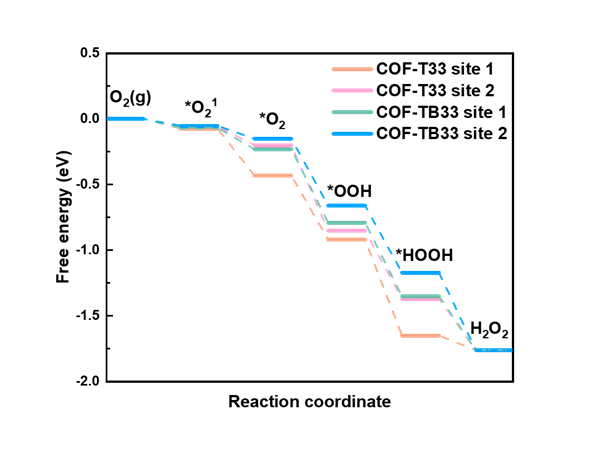 0.5
COF-T33 site 1
COF-T33 site 2
COF-TB33 site 1
COF-TB33 site 2
O₂(g)
*O₂¹
*O₂
*OOH
*HOOH
H₂O₂
0.0
-0.5
-1.0
-1.5
-2.0
Free energy (eV)
Reaction coordinate